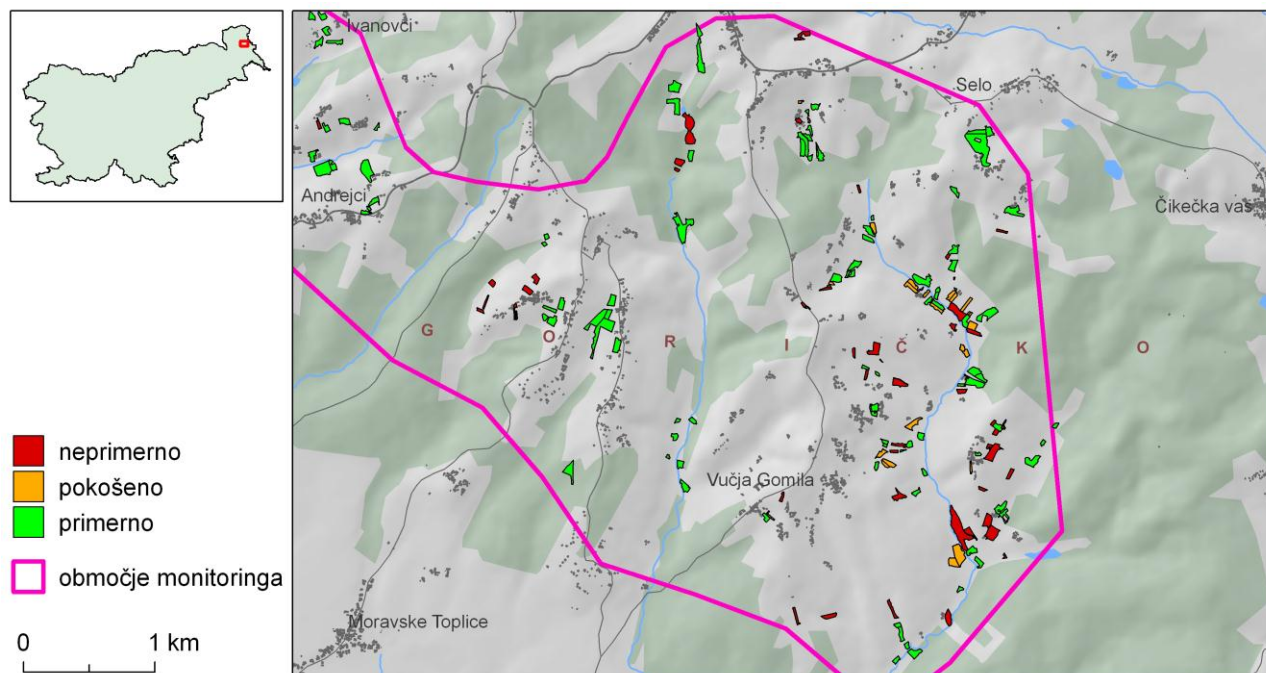 Ivanovci
Selo
Andrejci
Čikečka vas
G O R I Č K O
neprimerno
pokošeno
primerno
Vučja Gomila
območje monitoringa
Moravske Toplice
0 1 km